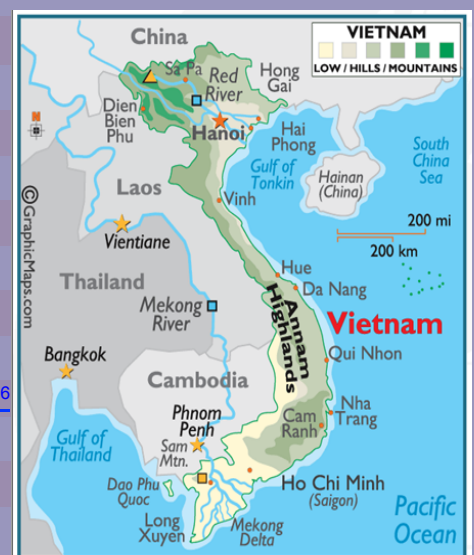 China
VIETNAM
LOW / HILLS / MOUNTAINS
Sa Pa
Red
River
Hong
Gai
Dien
Bien
Phu
Hanoi
Hai
Phong
South
China
Sea
Gulf of
Tonkin
Hainan
(China)
N
Laos
Vinh
©GraphicMaps.com
Vientiane
200 mi
200 km
Thailand
Hue
Da Nang
Mekong
River
Annam
Highlands
Vietnam
Bangkok
Qui Nhon
6
Cambodia
Phnom
Penh
Nha
Trang
Cam
Ranh
Gulf of
Thailand
Sam
Mtn.
Dao Phu
Quoc
Ho Chi Minh
(Saigon)
Long
Xuyen
Mekong
Delta
Pacific
Ocean